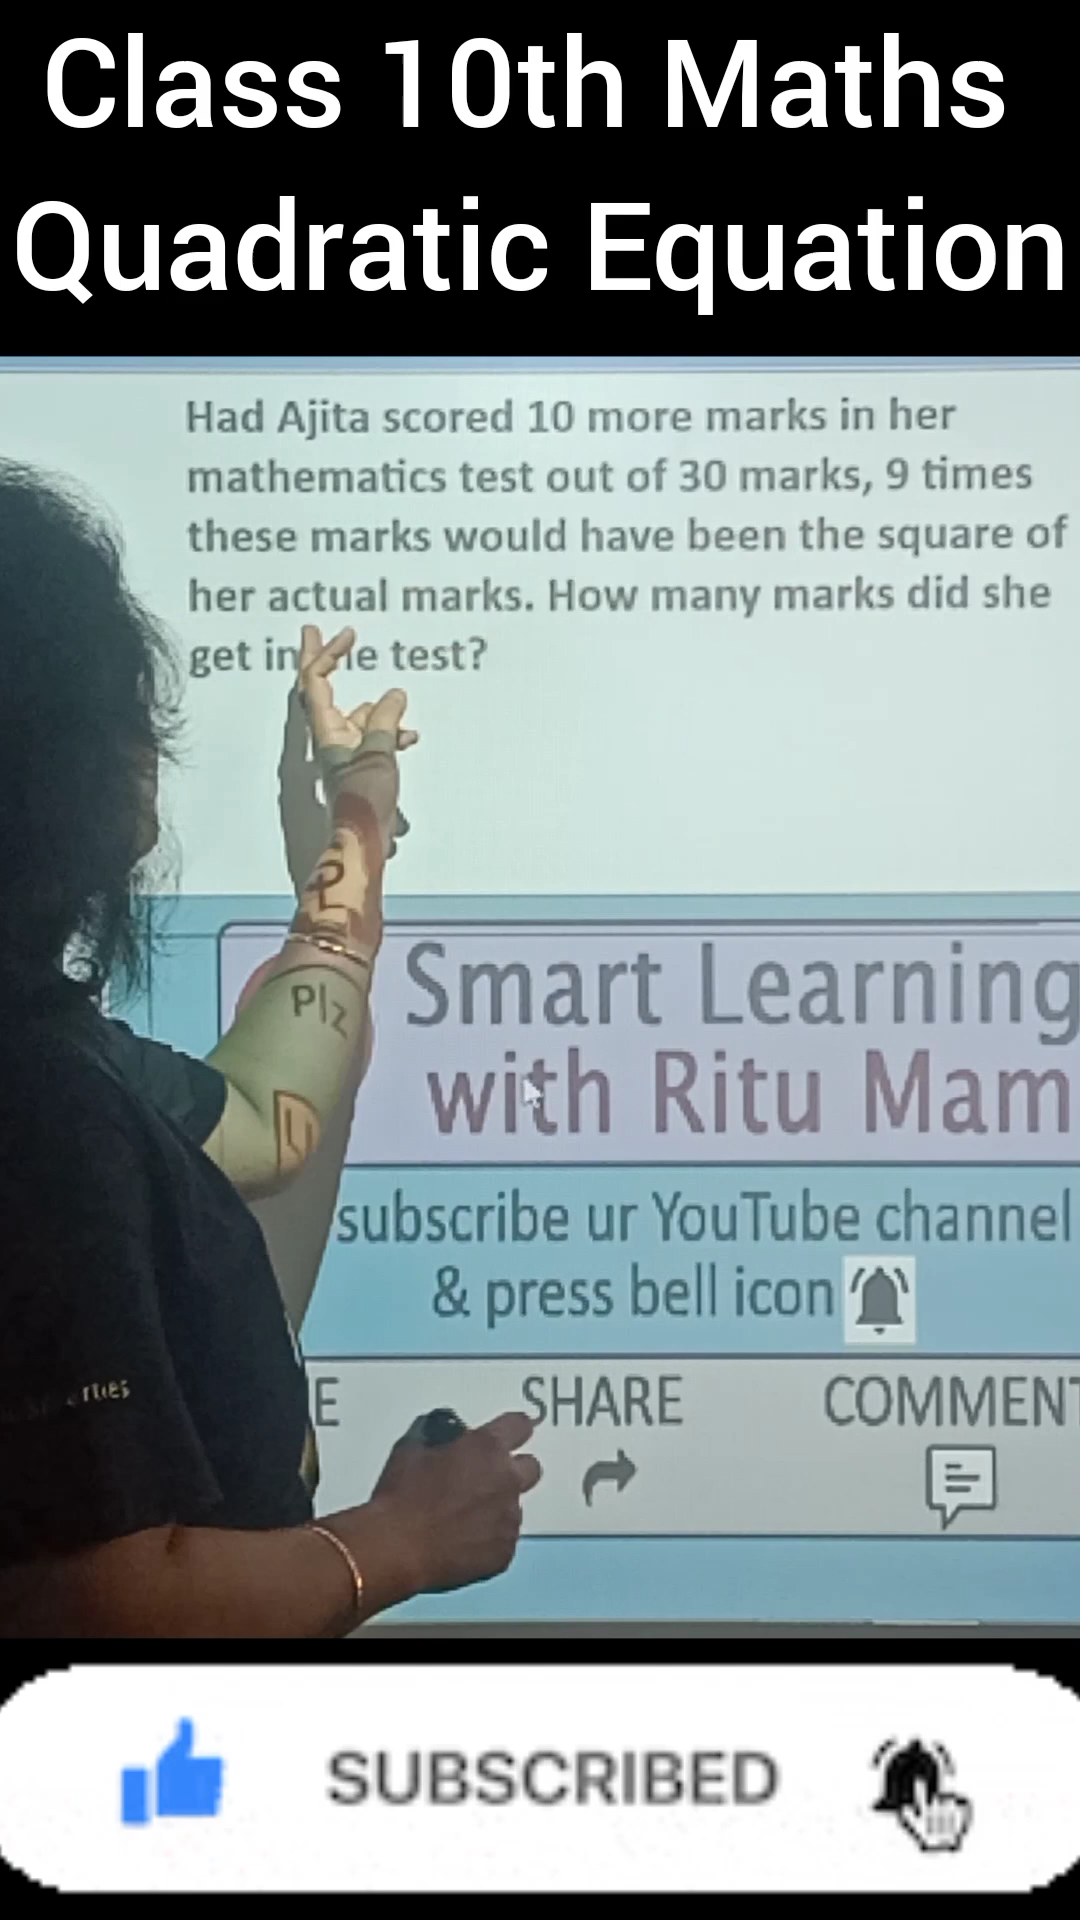 Class 10th Maths
Quadratic Equation
Had Ajita scored 10 more marks in her
mathematics test out of 30 marks, 9 times
these marks would have been the square of
her actual marks. How many marks did she
get in test?
Plz
Smart Learning
with Ritu Mam
subscribe ur YouTube channel
& press bell icon
SHARE COMMENT
SUBSCRIBED